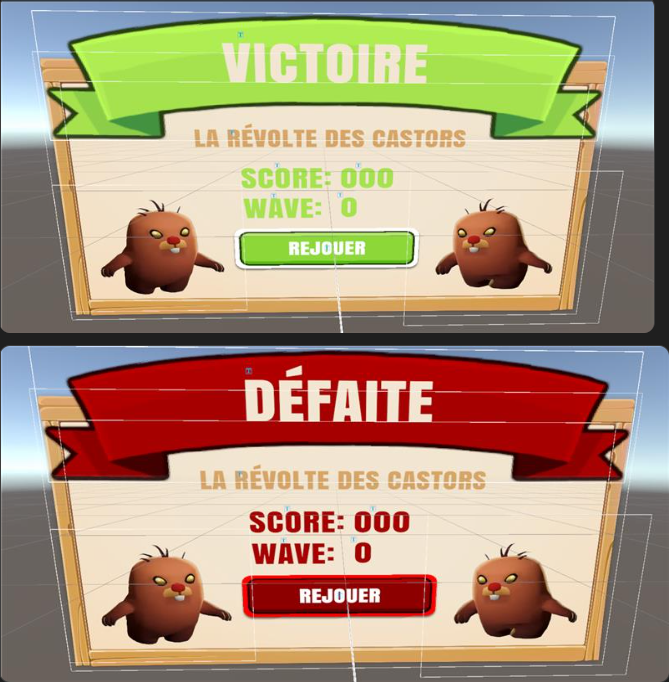 VICTOIRE
LA RÉVOLTE DES CASTORS
SCORE: 000
WAVE: 0
REJOUER
DÉFAITE
LA RÉVOLTE DES CASTORS
SCORE: 000
WAVE: 0
REJOUER